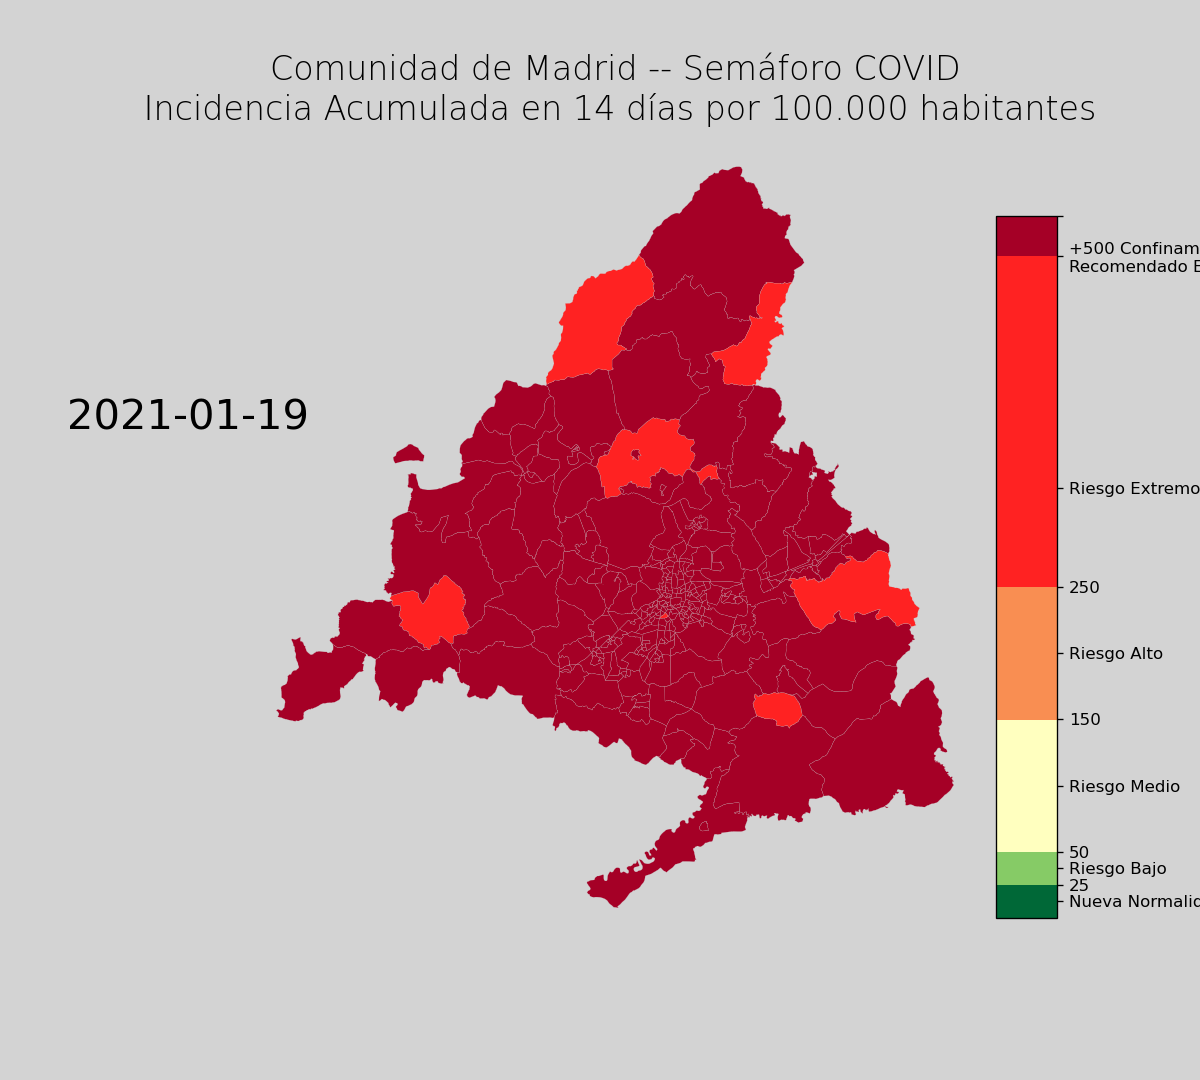 Comunidad de Madrid -- Semáforo COVID
Incidencia Acumulada en 14 días por 100.000 habitantes
2021-01-19
+500 Confinam
Recomendado E
Riesgo Extremo
250
Riesgo Alto
150
Riesgo Medio
50
Riesgo Bajo
25
Nueva Normalid